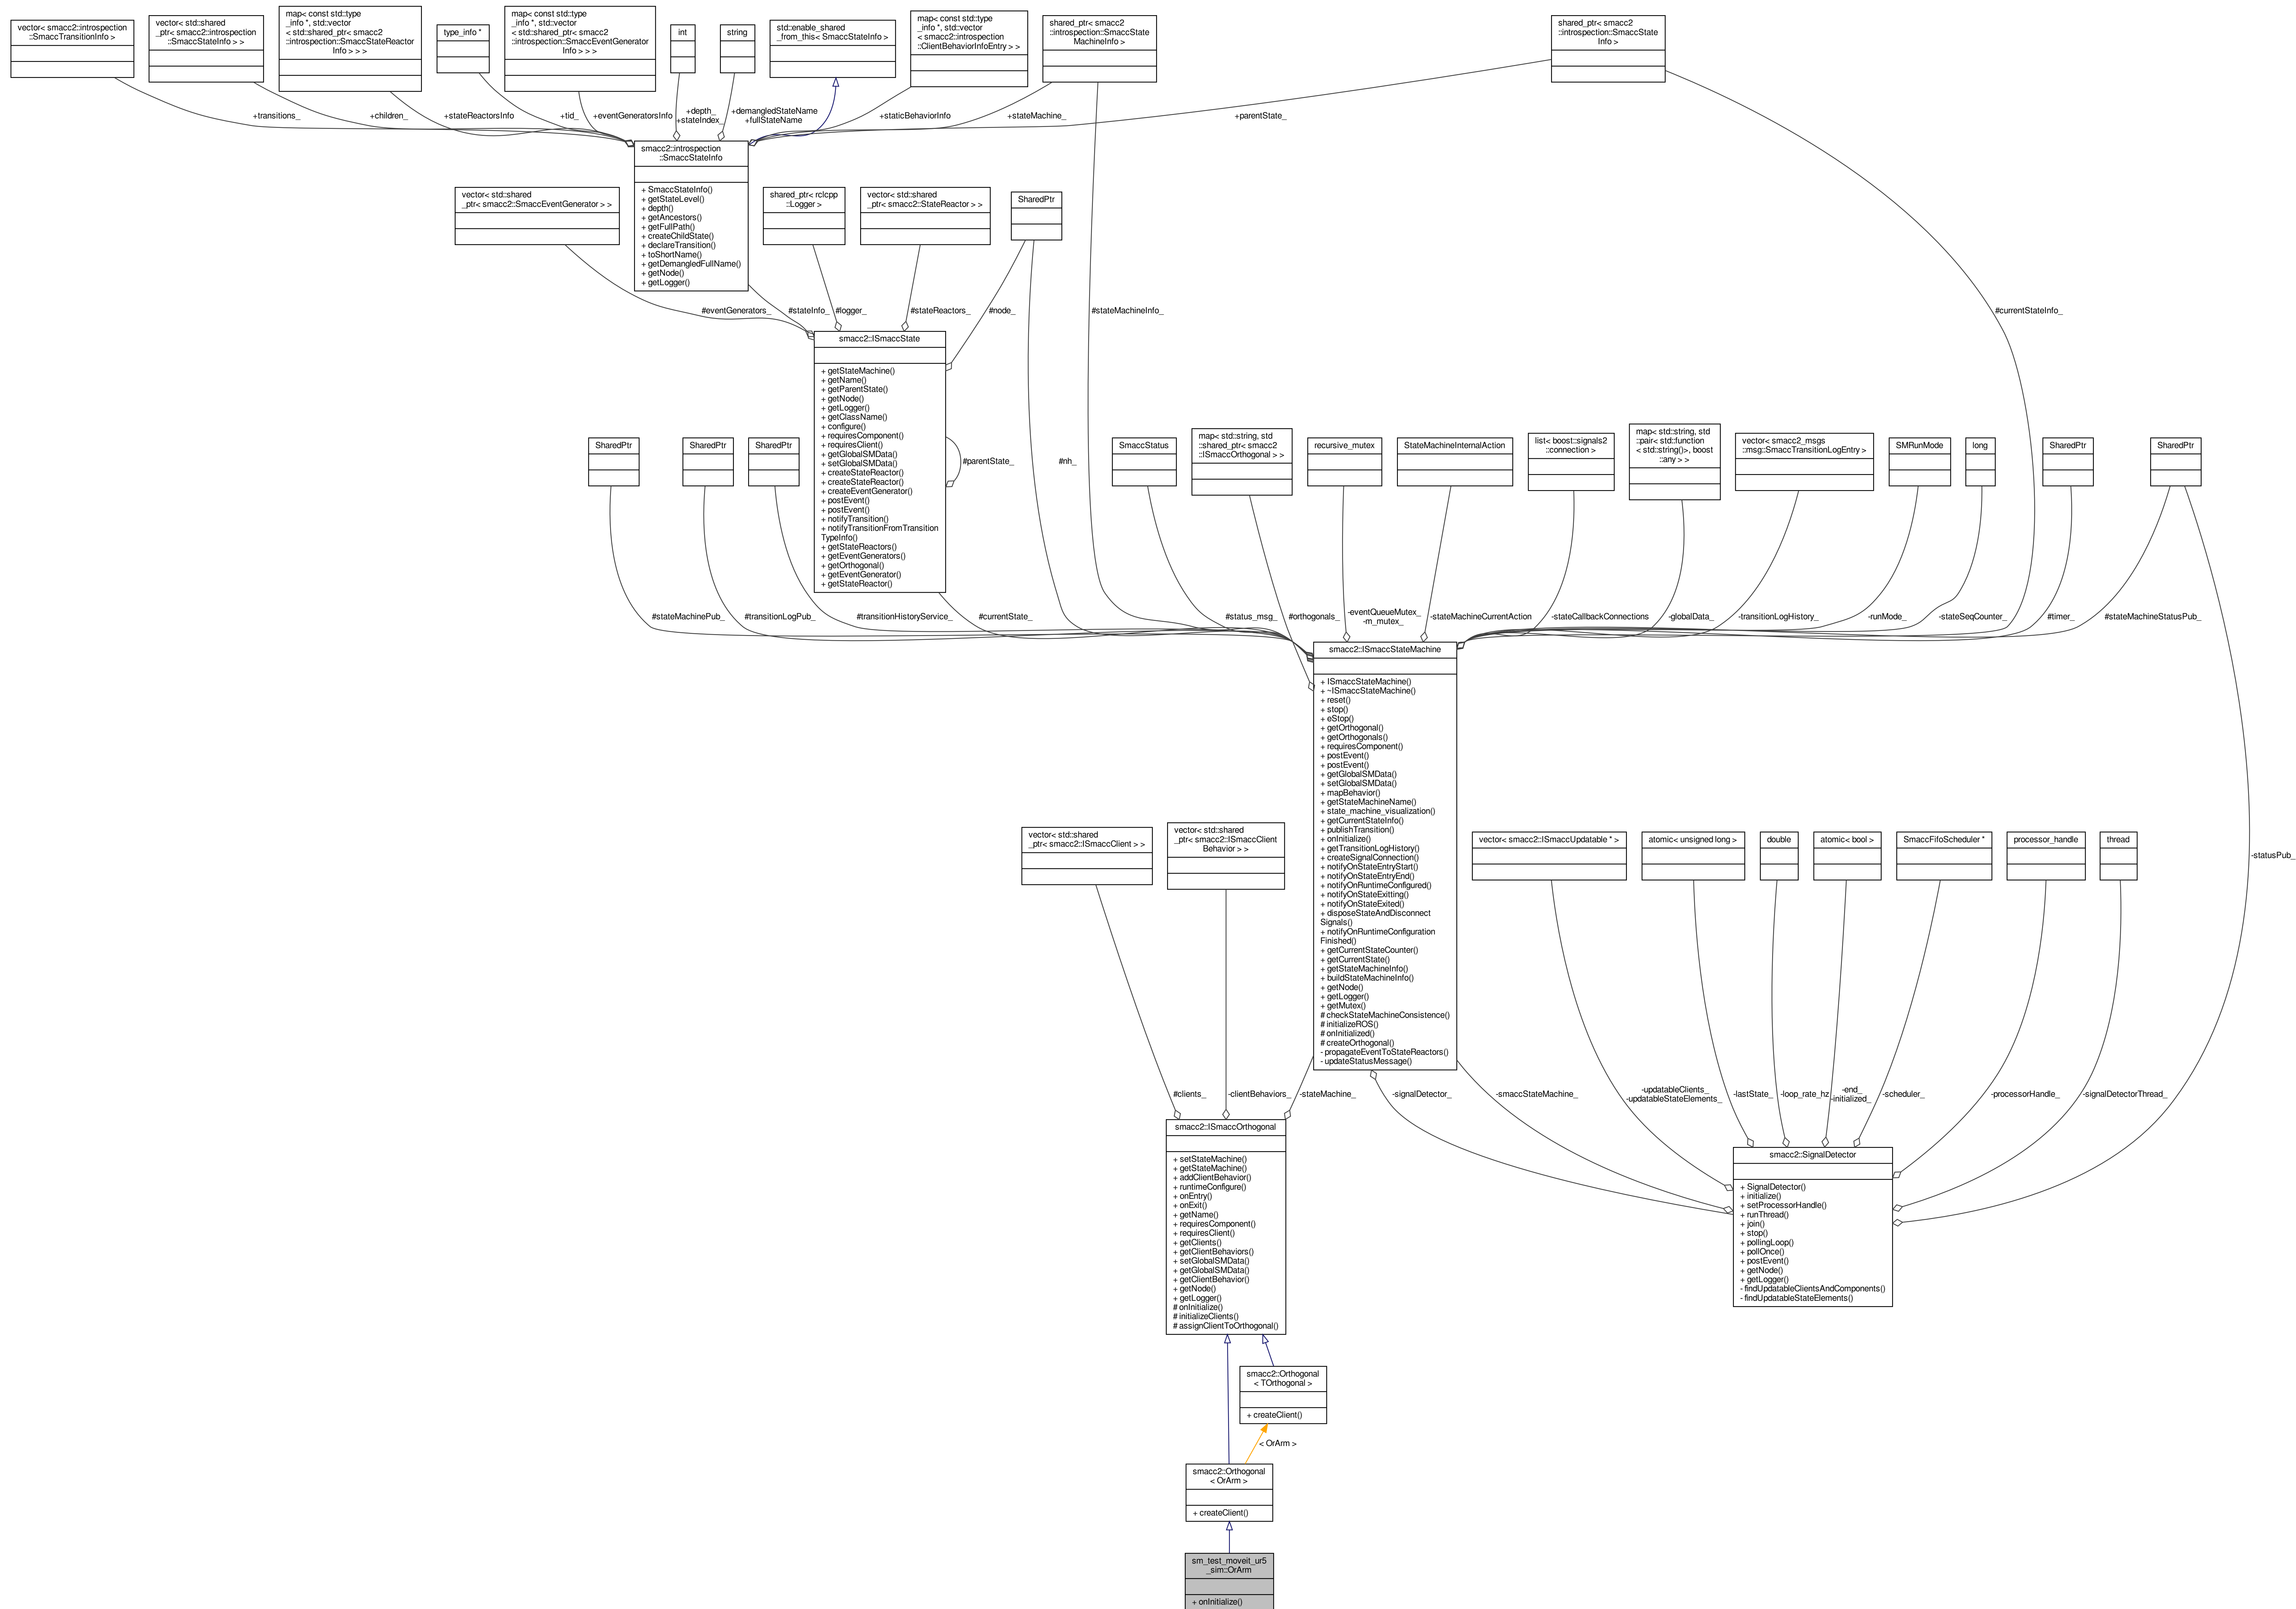 vector< smacc2::introspection
::SmaccTransitionInfo >
vector< std::shared
_ptr< smacc2::introspection
::SmaccStateInfo > >
map< const std::type
_info *, std::vector
< std::shared_ptr< smacc2
::introspection::SmaccStateReactor
Info > > >
type_info *
map< const std::type
_info *, std::vector
< std::shared_ptr< smacc2
::introspection::SmaccEventGenerator
Info > > >
int
string
std::enable_shared
_from_this< SmaccStateInfo >
map< const std::type
_info *, std::vector
< smacc2::introspection
::ClientBehaviorInfoEntry > >
shared_ptr< smacc2
::introspection::SmaccState
MachineInfo >
shared_ptr< smacc2
::introspection::SmaccState
Info >
+transitions_
+children_
+stateReactorsInfo
+tid_
+eventGeneratorsInfo
+depth_
+stateIndex_
+demangledStateName
+fullStateName
+staticBehaviorInfo
+stateMachine_
+parentState_
smacc2::introspection
::SmaccStateInfo
+ SmaccStateInfo()
+ getStateLevel()
+ depth()
+ getAncestors()
+ getFullPath()
+ createChildState()
+ declareTransition()
+ toShortName()
+ getDemangledFullName()
+ getNode()
+ getLogger()
vector< std::shared
_ptr< smacc2::SmaccEventGenerator > >
shared_ptr< rclcpp
::Logger >
vector< std::shared
_ptr< smacc2::StateReactor > >
SharedPtr
#eventGenerators_
#stateInfo_
#logger_
#stateReactors_
#node_
#stateMachineInfo_
#currentStateInfo_
smacc2::ISmaccState
+ getStateMachine()
+ getName()
+ getParentState()
+ getNode()
+ getLogger()
+ getClassName()
+ configure()
+ requiresComponent()
+ requiresClient()
+ getGlobalSMData()
+ setGlobalSMData()
+ createStateReactor()
+ createStateReactor()
+ createEventGenerator()
+ postEvent()
+ postEvent()
+ notifyTransition()
+ notifyTransitionFromTransition
TypeInfo()
+ getStateReactors()
+ getEventGenerators()
+ getOrthogonal()
+ getEventGenerator()
+ getStateReactor()
#parentState_
#nh_
SharedPtr
SharedPtr
SharedPtr
SmaccStatus
map< std::string, std
::shared_ptr< smacc2
::ISmaccOrthogonal > >
recursive_mutex
StateMachineInternalAction
list< boost::signals2
::connection >
map< std::string, std
::pair< std::function
< std::string()>, boost
::any > >
vector< smacc2_msgs
::msg::SmaccTransitionLogEntry >
SMRunMode
long
SharedPtr
SharedPtr
#stateMachinePub_
#transitionLogPub_
#transitionHistoryService_
#currentState_
#status_msg_
#orthogonals_
-eventQueueMutex_
-m_mutex_
-stateMachineCurrentAction
-stateCallbackConnections
-globalData_
-transitionLogHistory_
-runMode_
-stateSeqCounter_
#timer_
#stateMachineStatusPub_
smacc2::ISmaccStateMachine
+ ISmaccStateMachine()
+ ~ISmaccStateMachine()
+ reset()
+ stop()
+ eStop()
+ getOrthogonal()
+ getOrthogonals()
+ requiresComponent()
+ postEvent()
+ postEvent()
+ getGlobalSMData()
+ setGlobalSMData()
+ mapBehavior()
+ getStateMachineName()
+ state_machine_visualization()
+ getCurrentStateInfo()
+ publishTransition()
+ onInitialize()
+ getTransitionLogHistory()
+ createSignalConnection()
+ notifyOnStateEntryStart()
+ notifyOnStateEntryEnd()
+ notifyOnRuntimeConfigured()
+ notifyOnStateExitting()
+ notifyOnStateExited()
+ disposeStateAndDisconnect
Signals()
+ notifyOnRuntimeConfiguration
Finished()
+ getCurrentStateCounter()
+ getCurrentState()
+ getStateMachineInfo()
+ buildStateMachineInfo()
+ getNode()
+ getLogger()
+ getMutex()
# checkStateMachineConsistence()
# initializeROS()
# onInitialized()
# createOrthogonal()
- propagateEventToStateReactors()
- updateStatusMessage()
vector< std::shared
_ptr< smacc2::ISmaccClient > >
vector< std::shared
_ptr< smacc2::ISmaccClient
Behavior > >
vector< smacc2::ISmaccUpdatable * >
atomic< unsigned long >
double
atomic< bool >
SmaccFifoScheduler *
processor_handle
thread
-statusPub_
#clients_
-clientBehaviors_
-stateMachine_
-signalDetector_
-smaccStateMachine_
-updatableClients_
-updatableStateElements_
-lastState_
-loop_rate_hz
-end_
-initialized_
-scheduler_
-processorHandle_
-signalDetectorThread_
smacc2::ISmaccOrthogonal
+ setStateMachine()
+ getStateMachine()
+ addClientBehavior()
+ runtimeConfigure()
+ onEntry()
+ onExit()
+ getName()
+ requiresComponent()
+ requiresClient()
+ getClients()
+ getClientBehaviors()
+ setGlobalSMData()
+ getGlobalSMData()
+ getClientBehavior()
+ getNode()
+ getLogger()
# onInitialize()
# initializeClients()
# assignClientToOrthogonal()
smacc2::SignalDetector
+ SignalDetector()
+ initialize()
+ setProcessorHandle()
+ runThread()
+ join()
+ stop()
+ pollingLoop()
+ pollOnce()
+ postEvent()
+ getNode()
+ getLogger()
- findUpdatableClientsAndComponents()
- findUpdatableStateElements()
smacc2::Orthogonal
< TOrthogonal >
+ createClient()
< OrArm >
smacc2::Orthogonal
< OrArm >
+ createClient()
sm_test_moveit_ur5
_sim::OrArm
+ onInitialize()